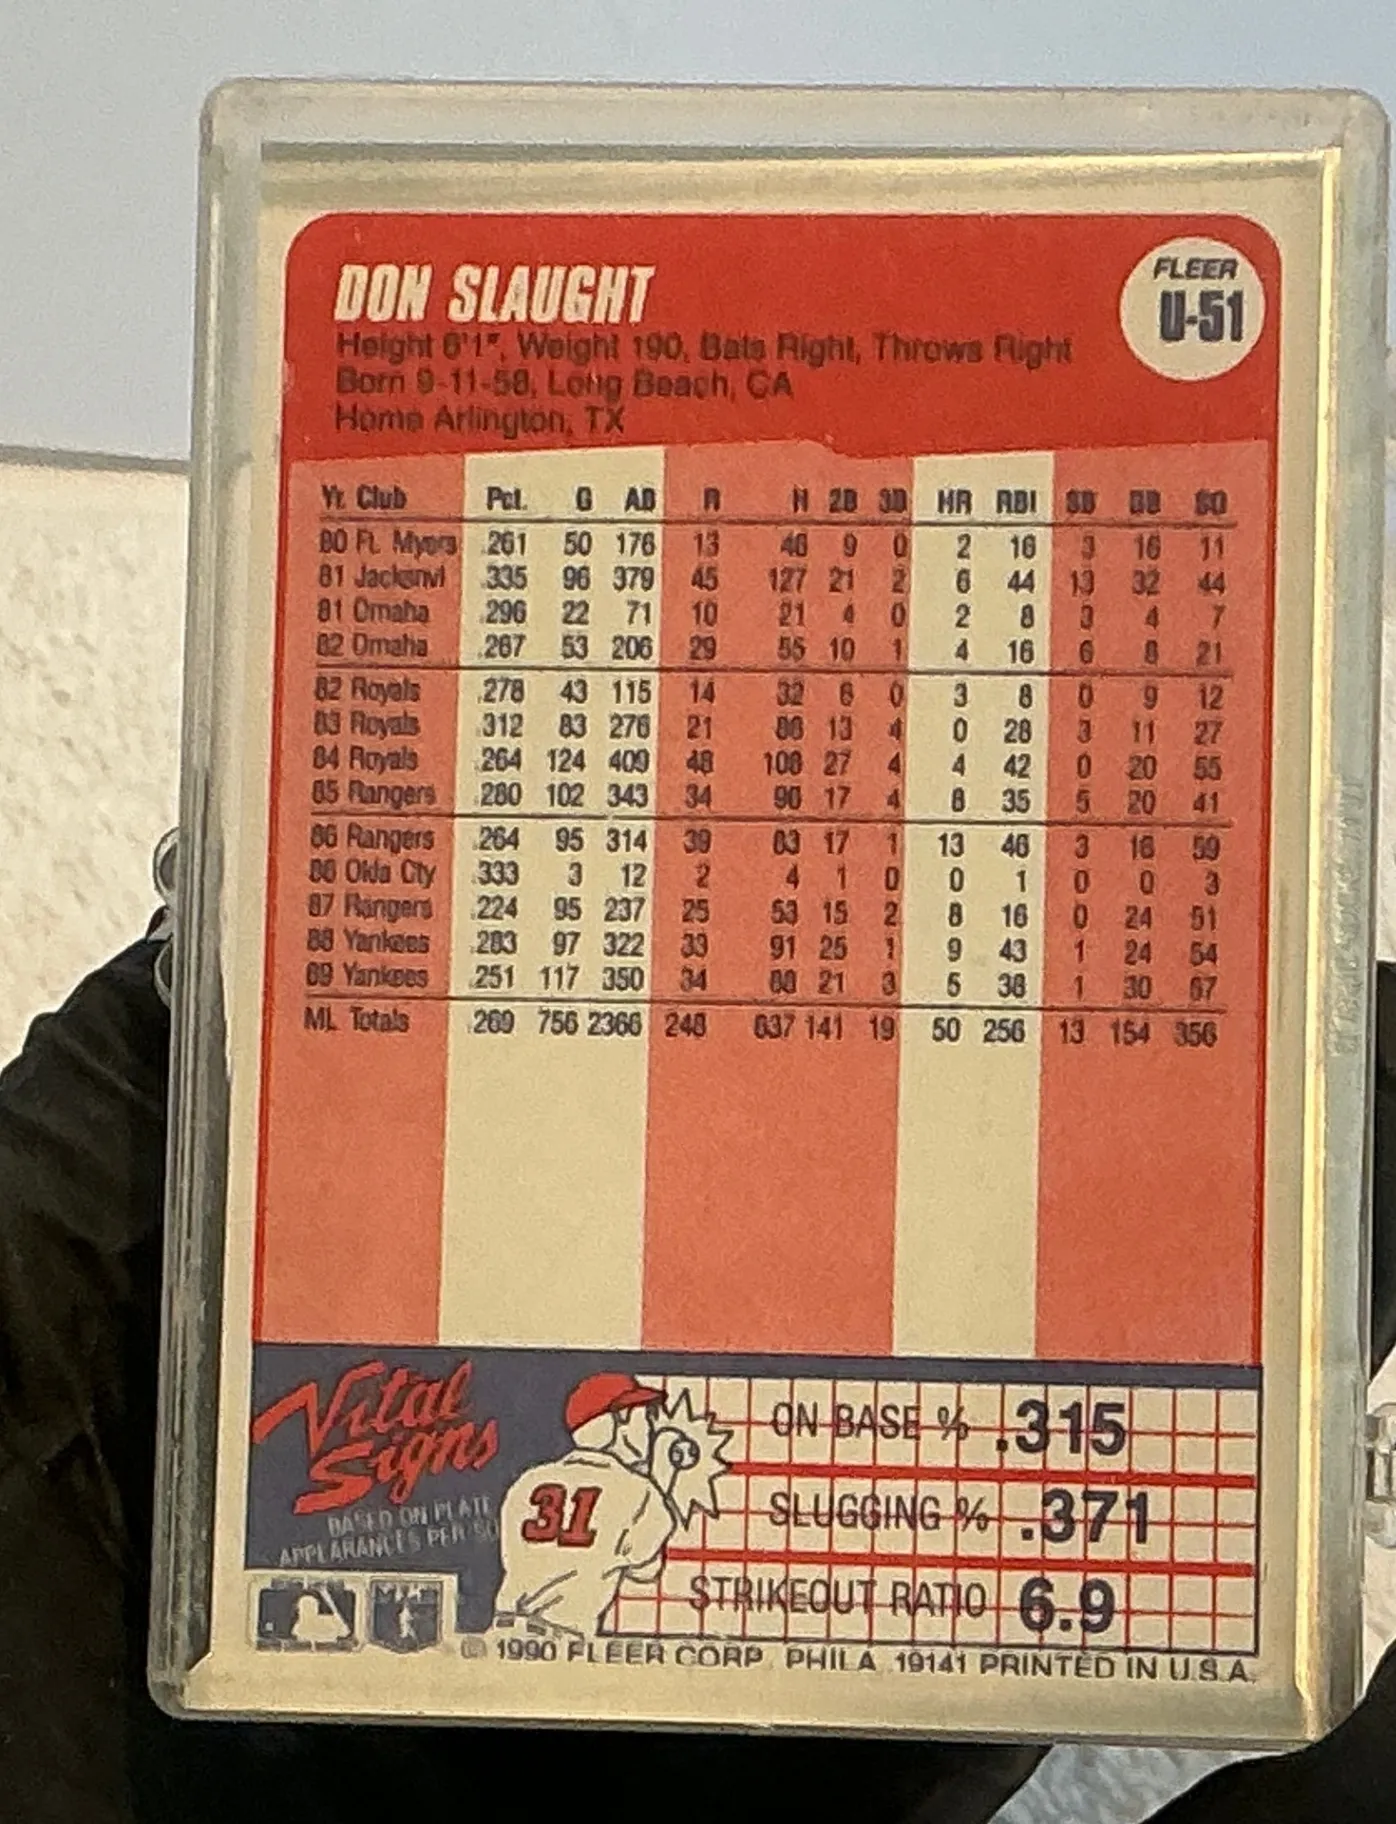 DON SLAUGHT
FLEER
U-51
Height 6'1", Weight 190, Bats Right, Throws Right
Born 9-11-58, Long Beach, CA
Home Arlington, TX
Yr. Club Pct. G AB R H 2B 3B HR RBI SB BB SO
80 Ft. Myers .261 50 176 13 46 9 0 2 16 3 16 11
81 Jacksnvl .335 96 379 45 127 21 2 6 44 13 32 44
81 Omaha .296 22 71 10 21 4 0 2 8 3 4 7
82 Omaha .267 53 206 29 55 10 1 4 16 6 8 21
82 Royals .278 43 115 14 32 6 0 3 8 0 9 12
83 Royals .312 83 276 21 86 13 4 0 28 3 11 27
84 Royals .264 124 409 48 108 27 4 4 42 0 20 55
85 Rangers .280 102 343 34 96 17 4 8 35 5 20 41
86 Rangers .264 95 314 39 83 17 1 13 46 3 16 59
86 Okla Cty .333 3 12 2 4 1 0 0 1 0 0 3
87 Rangers .224 95 237 25 53 15 2 8 16 0 24 51
88 Yankees .283 97 322 33 91 25 1 9 43 1 24 54
89 Yankees .251 117 350 34 88 21 3 5 38 1 30 57
ML Totals .269 756 2366 248 637 141 19 50 256 13 154 356
Vital
Signs
BASED ON PLATE
APPEARANCES PER SO
31
ON BASE % .315
SLUGGING % .371
STRIKEOUT RATIO 6.9
© 1990 FLEER CORP. PHILA. 19141 PRINTED IN U.S.A.